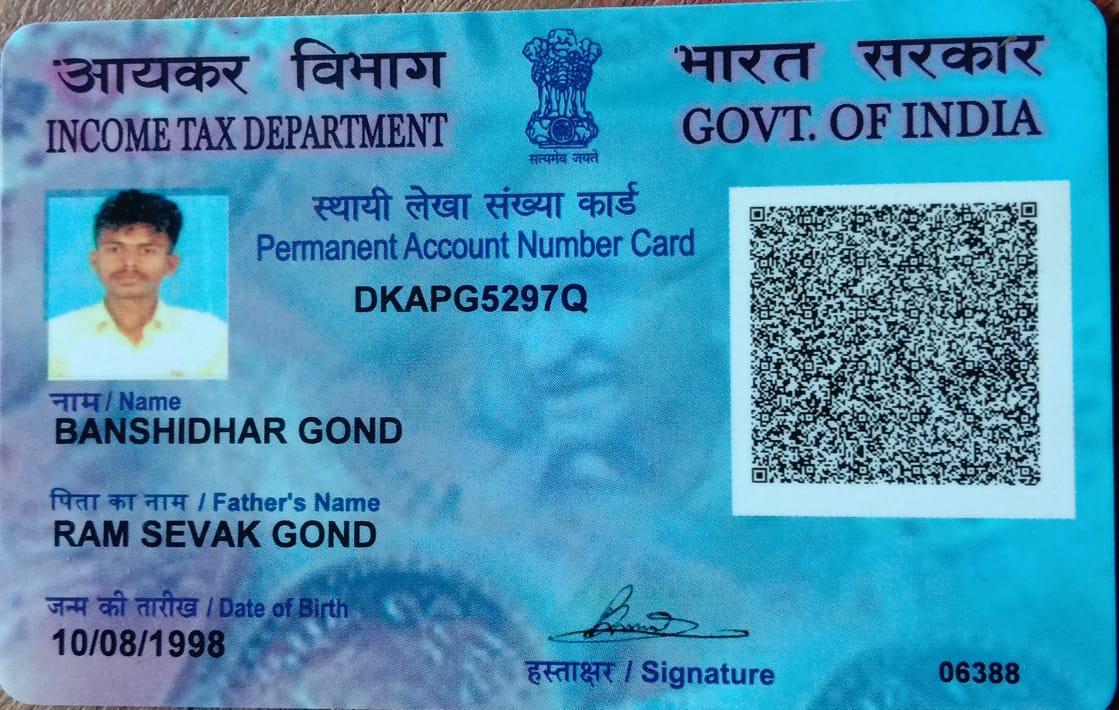 आयकर विभाग
INCOME TAX DEPARTMENT
सत्यमेव जयते
भारत सरकार
GOVT. OF INDIA
स्थायी लेखा संख्या कार्ड
Permanent Account Number Card
DKAPG5297Q
नाम / Name
BANSHIDHAR GOND
पिता का नाम / Father's Name
RAM SEVAK GOND
जन्म की तारीख / Date of Birth
10/08/1998
हस्ताक्षर / Signature
06388